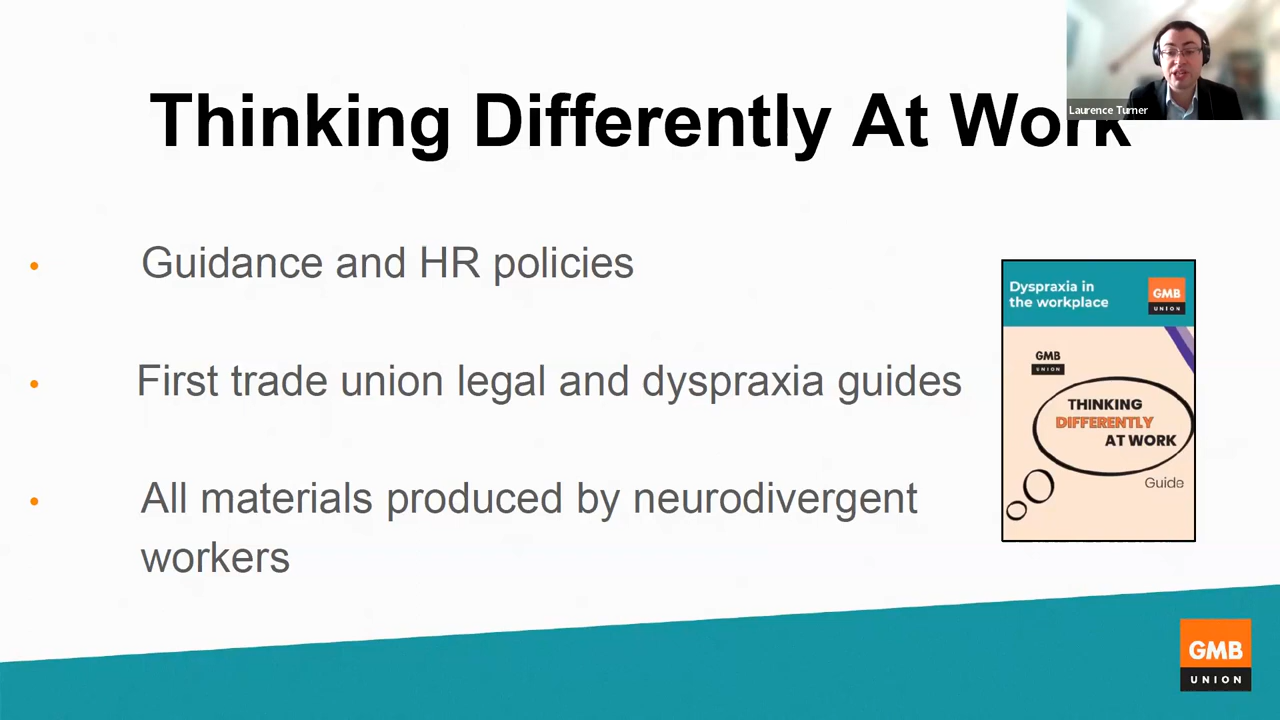 Laurence Turner
Thinking Differently At Work
• Guidance and HR policies
• First trade union legal and dyspraxia guides
• All materials produced by neurodivergent
workers
Dyspraxia in
the workplace
GMB
UNION
GMB
UNION
THINKING
DIFFERENTLY
AT WORK
Guide
GMB
UNION